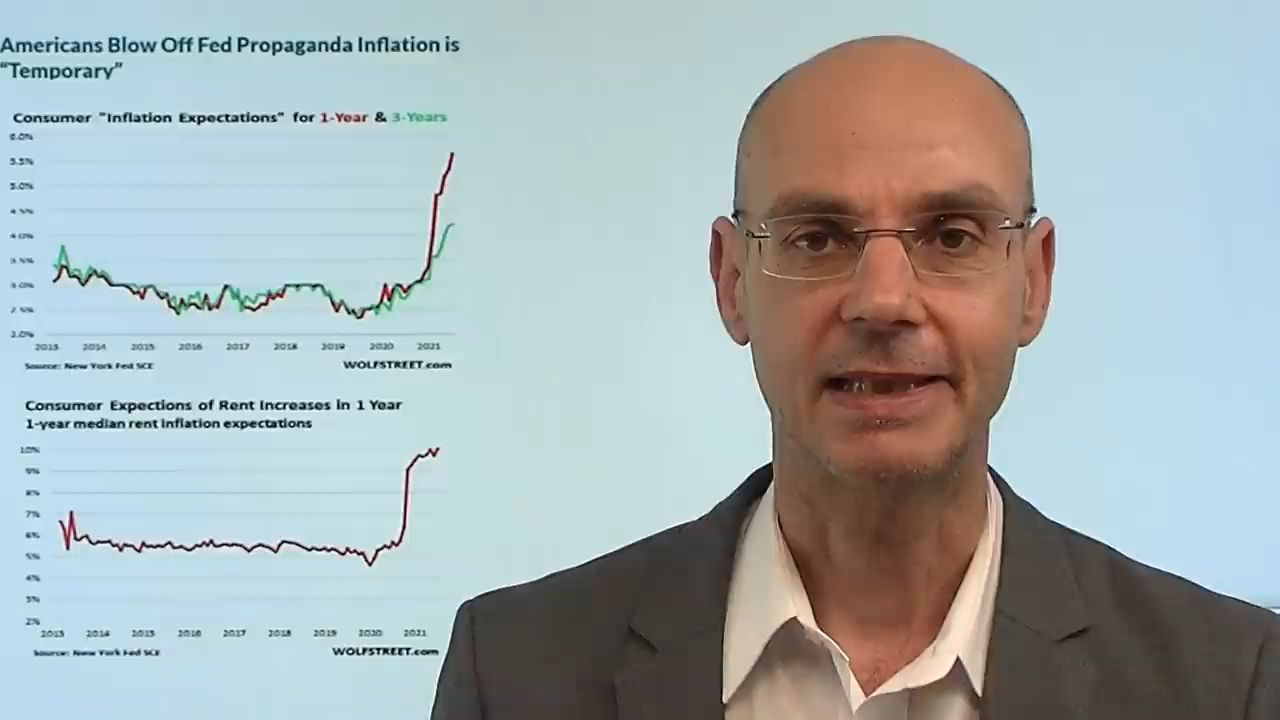 Americans Blow Off Fed Propaganda Inflation is
“Temporary”
Consumer "Inflation Expectations" for 1-Year & 3-Years
6.0%
5.5%
5.0%
4.5%
4.0%
3.5%
3.0%
2.5%
2.0%
2013 2014 2015 2016 2017 2018 2019 2020 2021
Source: New York Fed SCE WOLFSTREET.com
Consumer Expections of Rent Increases in 1 Year
1-year median rent inflation expectations
10%
9%
8%
7%
6%
5%
4%
3%
2%
2013 2014 2015 2016 2017 2018 2019 2020 2021
Source: New York Fed SCE WOLFSTREET.com